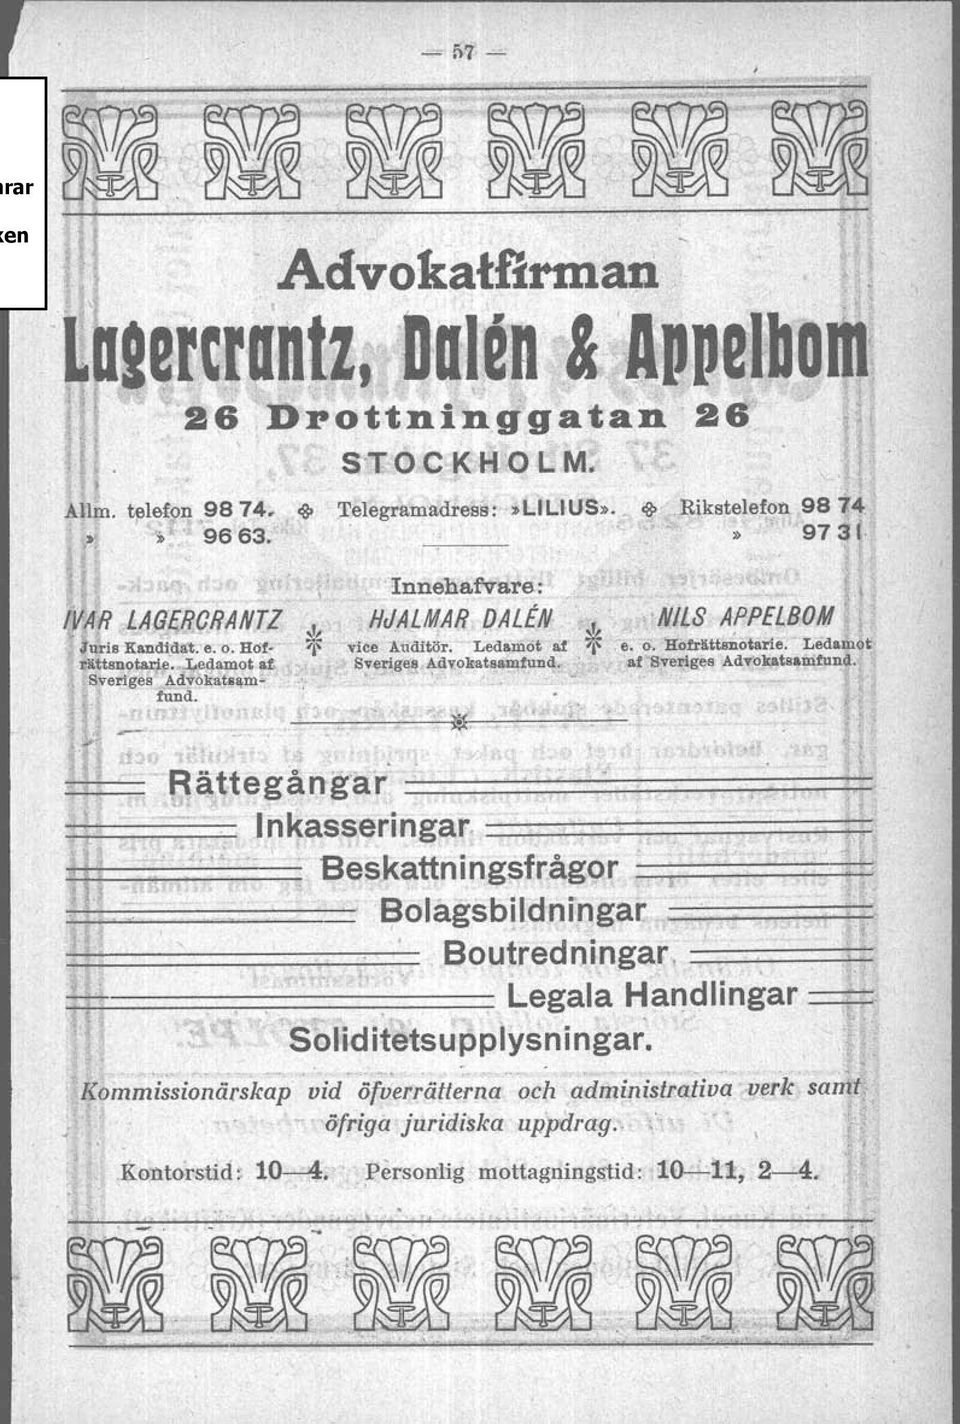 — 57 —
rar
en
Advokatfirman
Lagercrantz, Dalén & Appelbom
26 Drottninggatan 26
STOCKHOLM.
Allm. telefon 98 74. Telegramadress: »LILIUS». Rikstelefon 98 74
» » 96 63. » 97 31.
Innehafvare:
IVAR LAGERCRANTZ HJALMAR DALÉN NILS APPELBOM
Juris Kandidat. e. o. Hof- vice Auditör. Ledamot af e. o. Hofrättsnotarie. Ledamot
rättsnotarie. Ledamot af Sveriges Advokatsamfund. af Sveriges Advokatsamfund.
Sveriges Advokatsam-
fund.
Rättegångar
Inkasseringar
Beskattningsfrågor
Bolagsbildningar
Boutredningar
Legala Handlingar
Soliditetsupplysningar.
Kommissionärskap vid öfverrätterna och administrativa verk samt
öfriga juridiska uppdrag.
Kontorstid: 10—4. Personlig mottagningstid: 10—11, 2—4.